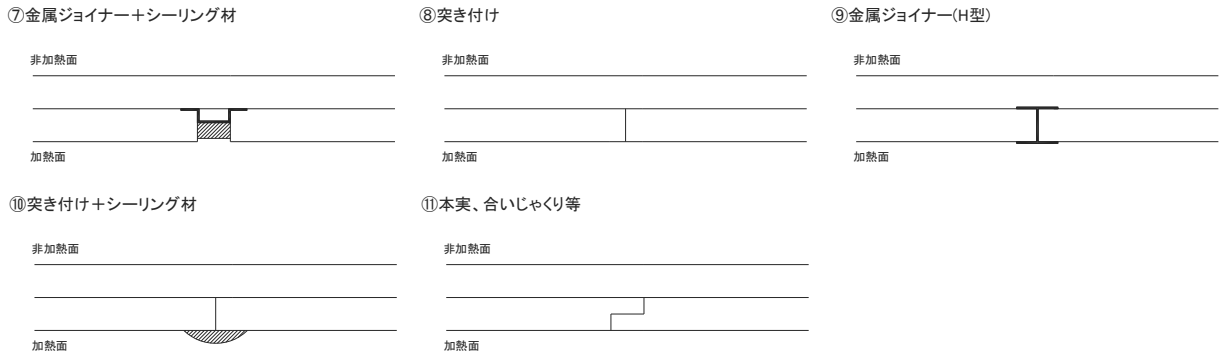 ⑦金属ジョイナー＋シーリング材
非加熱面
加熱面
⑧突き付け
非加熱面
加熱面
⑨金属ジョイナー(H型)
非加熱面
加熱面
⑩突き付け＋シーリング材
非加熱面
加熱面
⑪本実、合いじゃくり等
非加熱面
加熱面